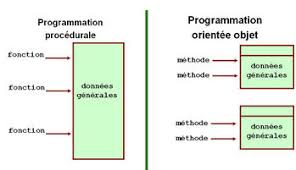 Programmation
procédurale
fonction
fonction
fonction
données
générales
Programmation
orientée objet
méthode
méthode
données
générales
méthode
méthode
données
générales